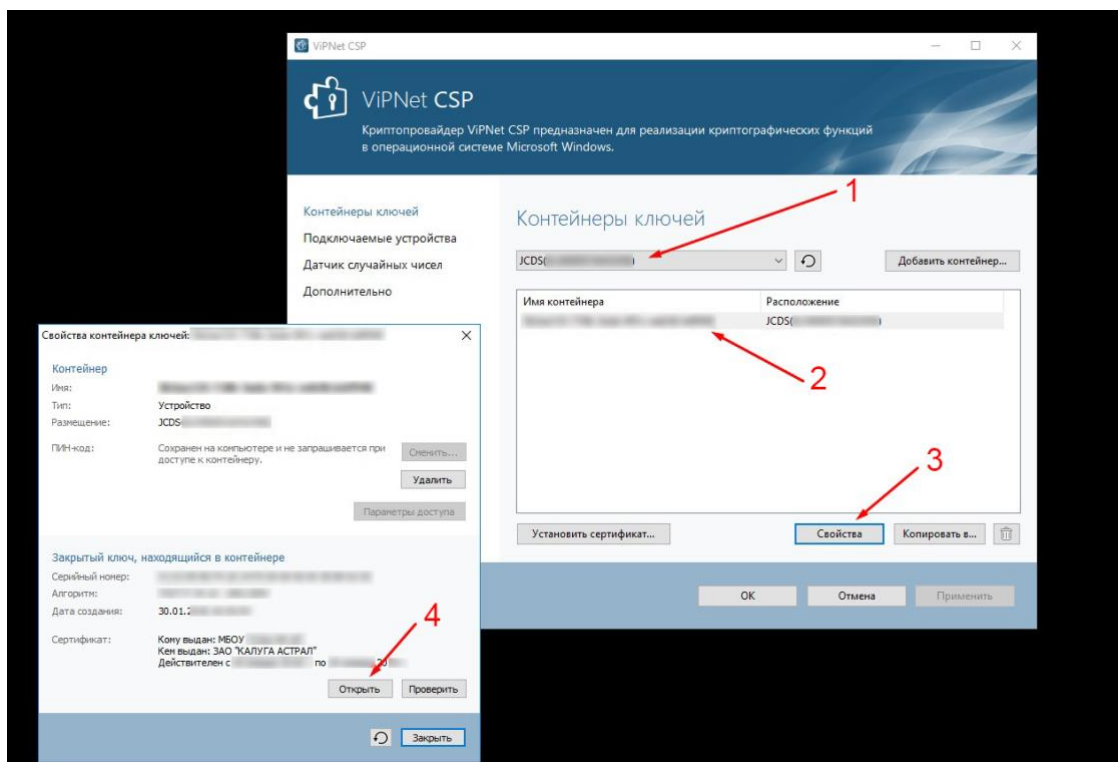 ViPNet CSP
ViPNet CSP
Криптопровайдер ViPNet CSP предназначен для реализации криптографических функций
в операционной системе Microsoft Windows.
1
Контейнеры ключей
Подключаемые устройства
Датчик случайных чисел
Дополнительно
Контейнеры ключей
JCDS( )
Добавить контейнер...
Имя контейнера Расположение
JCDS( )
2
3
Установить сертификат... Свойства Копировать в...
OK Отмена Применить
Свойства контейнера ключей:
Контейнер
Имя:
Тип: Устройство
Размещение: JCDS
ПИН-код: Сохранен на компьютере и не запрашивается при
доступе к контейнеру.
Сменить...
Удалить
Параметры доступа
Закрытый ключ, находящийся в контейнере
Серийный номер:
Алгоритм:
Дата создания: 30.01.2
4
Сертификат: Кому выдан: МБОУ
Кем выдан: ЗАО "КАЛУГА АСТРАЛ"
Действителен с по 20
Открыть Проверить
Закрыть